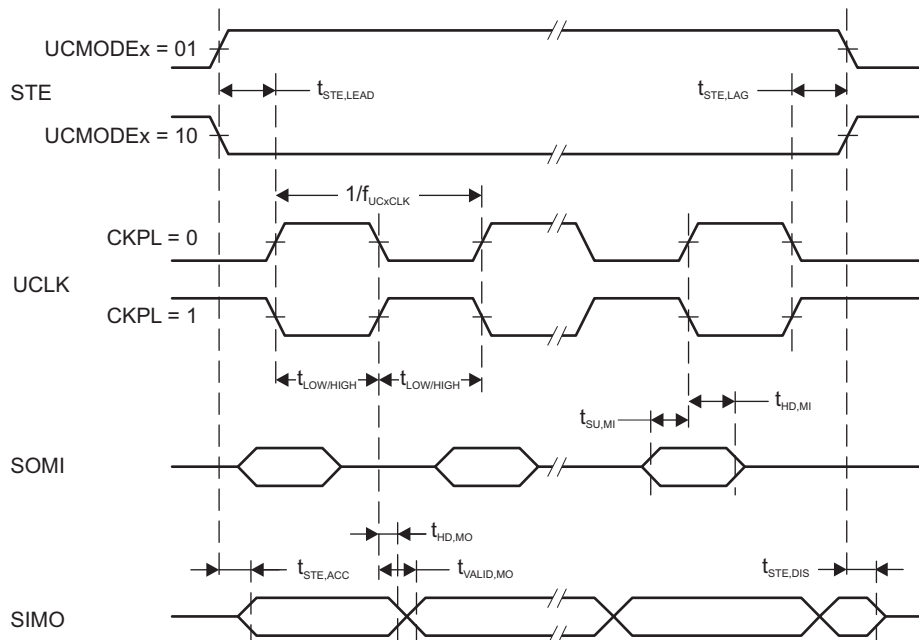 UCMODEx = 01
STE
t_STE,LEAD
t_STE,LAG
UCMODEx = 10
1/f_UCxCLK
CKPL = 0
UCLK
CKPL = 1
t_LOW/HIGH t_LOW/HIGH
t_SU,MI
t_HD,MI
SOMI
t_HD,MO
t_STE,ACC
t_VALID,MO
t_STE,DIS
SIMO